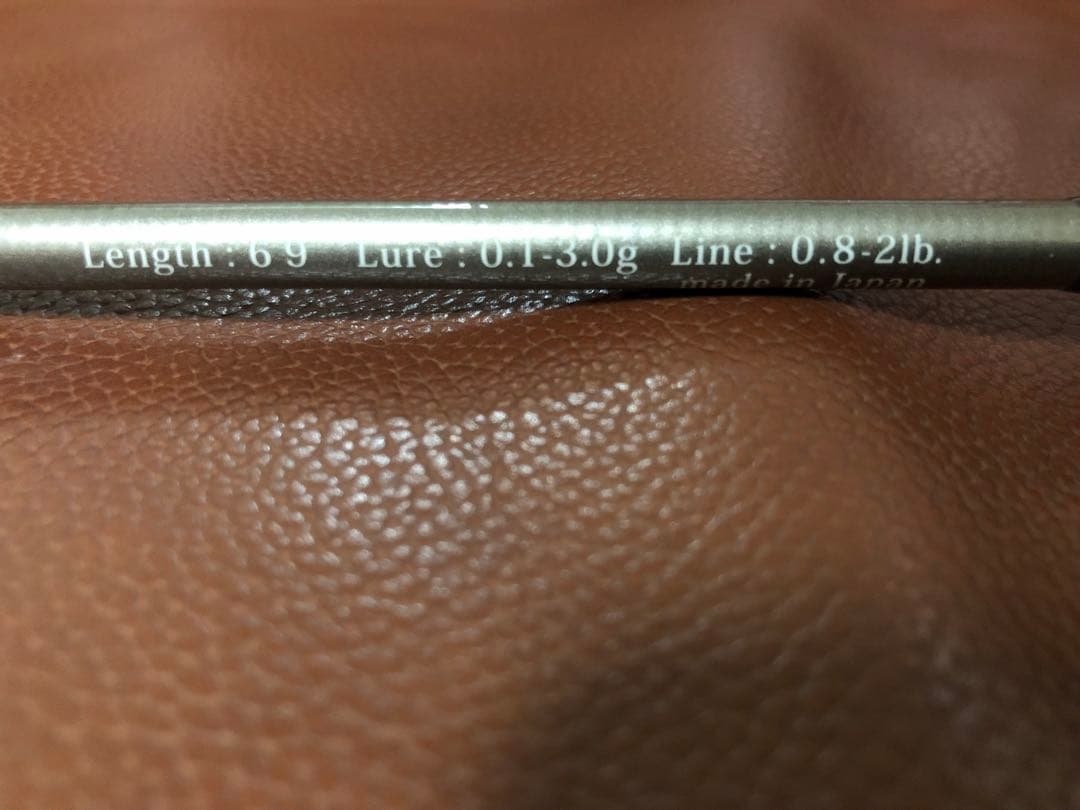 Length : 6 9 Lure : 0.1-3.0g Line : 0.8-2lb.
made in Japan